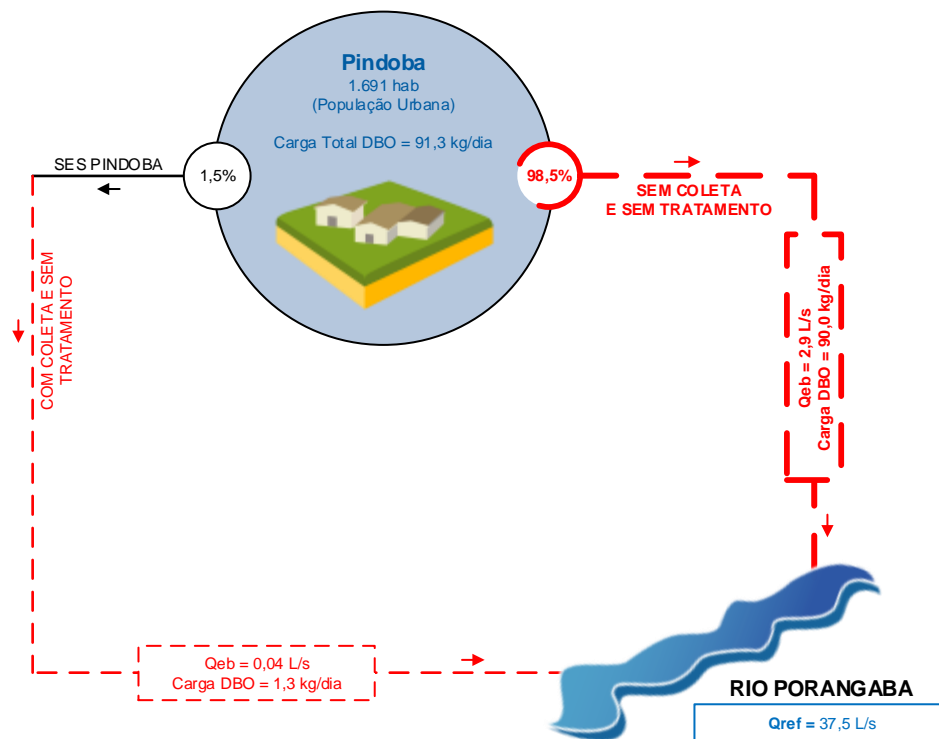 Pindoba
1.691 hab
(População Urbana)
Carga Total DBO = 91,3 kg/dia
SES PINDOBA
1,5%
98,5%
SEM COLETA
E SEM TRATAMENTO
COM COLETA E SEM
TRATAMENTO
Qeb = 2,9 L/s
Carga DBO = 90,0 kg/dia
Qeb = 0,04 L/s
Carga DBO = 1,3 kg/dia
RIO PORANGABA
Qref = 37,5 L/s